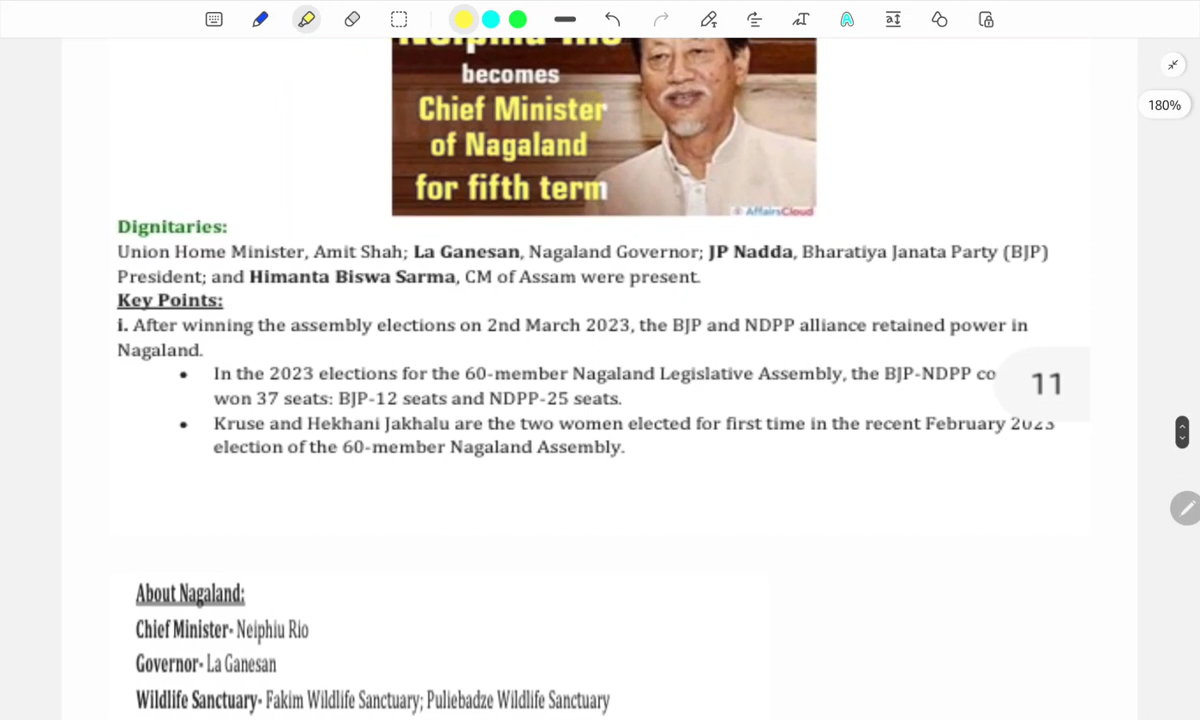 180%
becomes
Chief Minister
of Nagaland
for fifth term
© AffairsCloud
Dignitaries:
Union Home Minister, Amit Shah; La Ganesan, Nagaland Governor; JP Nadda, Bharatiya Janata Party (BJP)
President; and Himanta Biswa Sarma, CM of Assam were present.
Key Points:
i. After winning the assembly elections on 2nd March 2023, the BJP and NDPP alliance retained power in
Nagaland.
• In the 2023 elections for the 60-member Nagaland Legislative Assembly, the BJP-NDPP co
11
won 37 seats: BJP-12 seats and NDPP-25 seats.
• Kruse and Hekhani Jakhalu are the two women elected for first time in the recent February 2023
election of the 60-member Nagaland Assembly.
About Nagaland:
Chief Minister- Neiphiu Rio
Governor- La Ganesan
Wildlife Sanctuary- Fakim Wildlife Sanctuary; Puliebadze Wildlife Sanctuary